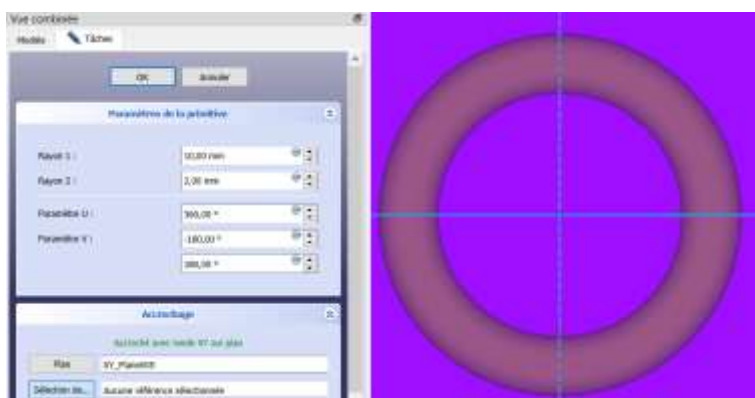 Vue combinée
Modèle Tâches
OK Annuler
Paramètres de la primitive
Rayon 1 : 10,00 mm
Rayon 2 : 2,00 mm
Paramètre U : 360,00 °
Paramètre V : -180,00 °
180,00 °
Accrochage
Accroché avec mode XY sur plan
Plan
Sélection de... Aucune référence sélectionnée